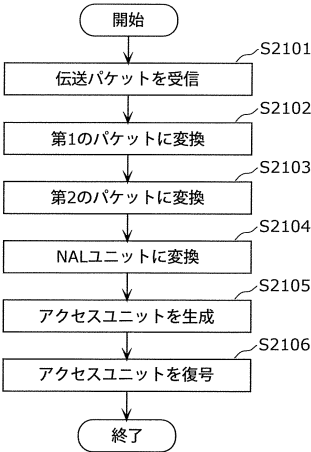 開始
S2101
伝送パケットを受信
S2102
第1のパケットに変換
S2103
第2のパケットに変換
S2104
NALユニットに変換
S2105
アクセスユニットを生成
S2106
アクセスユニットを復号
終了